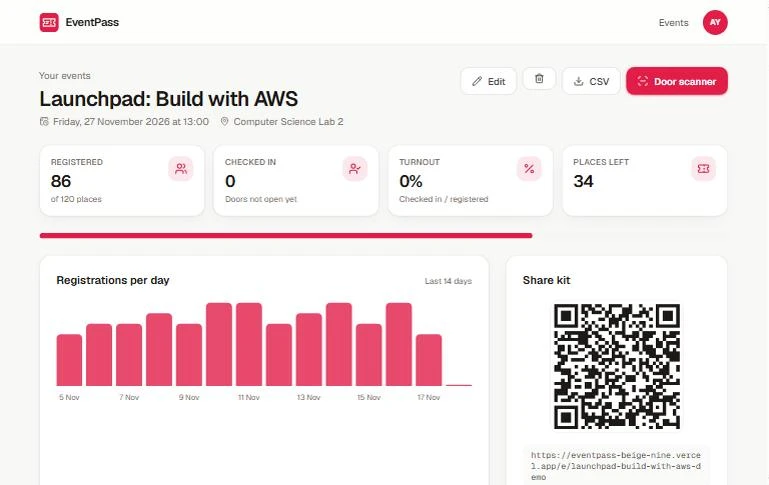 EventPass
Events
AY
Your events
Launchpad: Build with AWS
Friday, 27 November 2026 at 13:00
Computer Science Lab 2
Edit
CSV
Door scanner
REGISTERED
86
of 120 places
CHECKED IN
0
Doors not open yet
TURNOUT
0%
Checked in / registered
PLACES LEFT
34
Registrations per day
Last 14 days
5 Nov
7 Nov
9 Nov
11 Nov
13 Nov
15 Nov
17 Nov
Share kit
https://eventpass-beige-nine.verce
l.app/e/launchpad-build-with-aws-d
emo